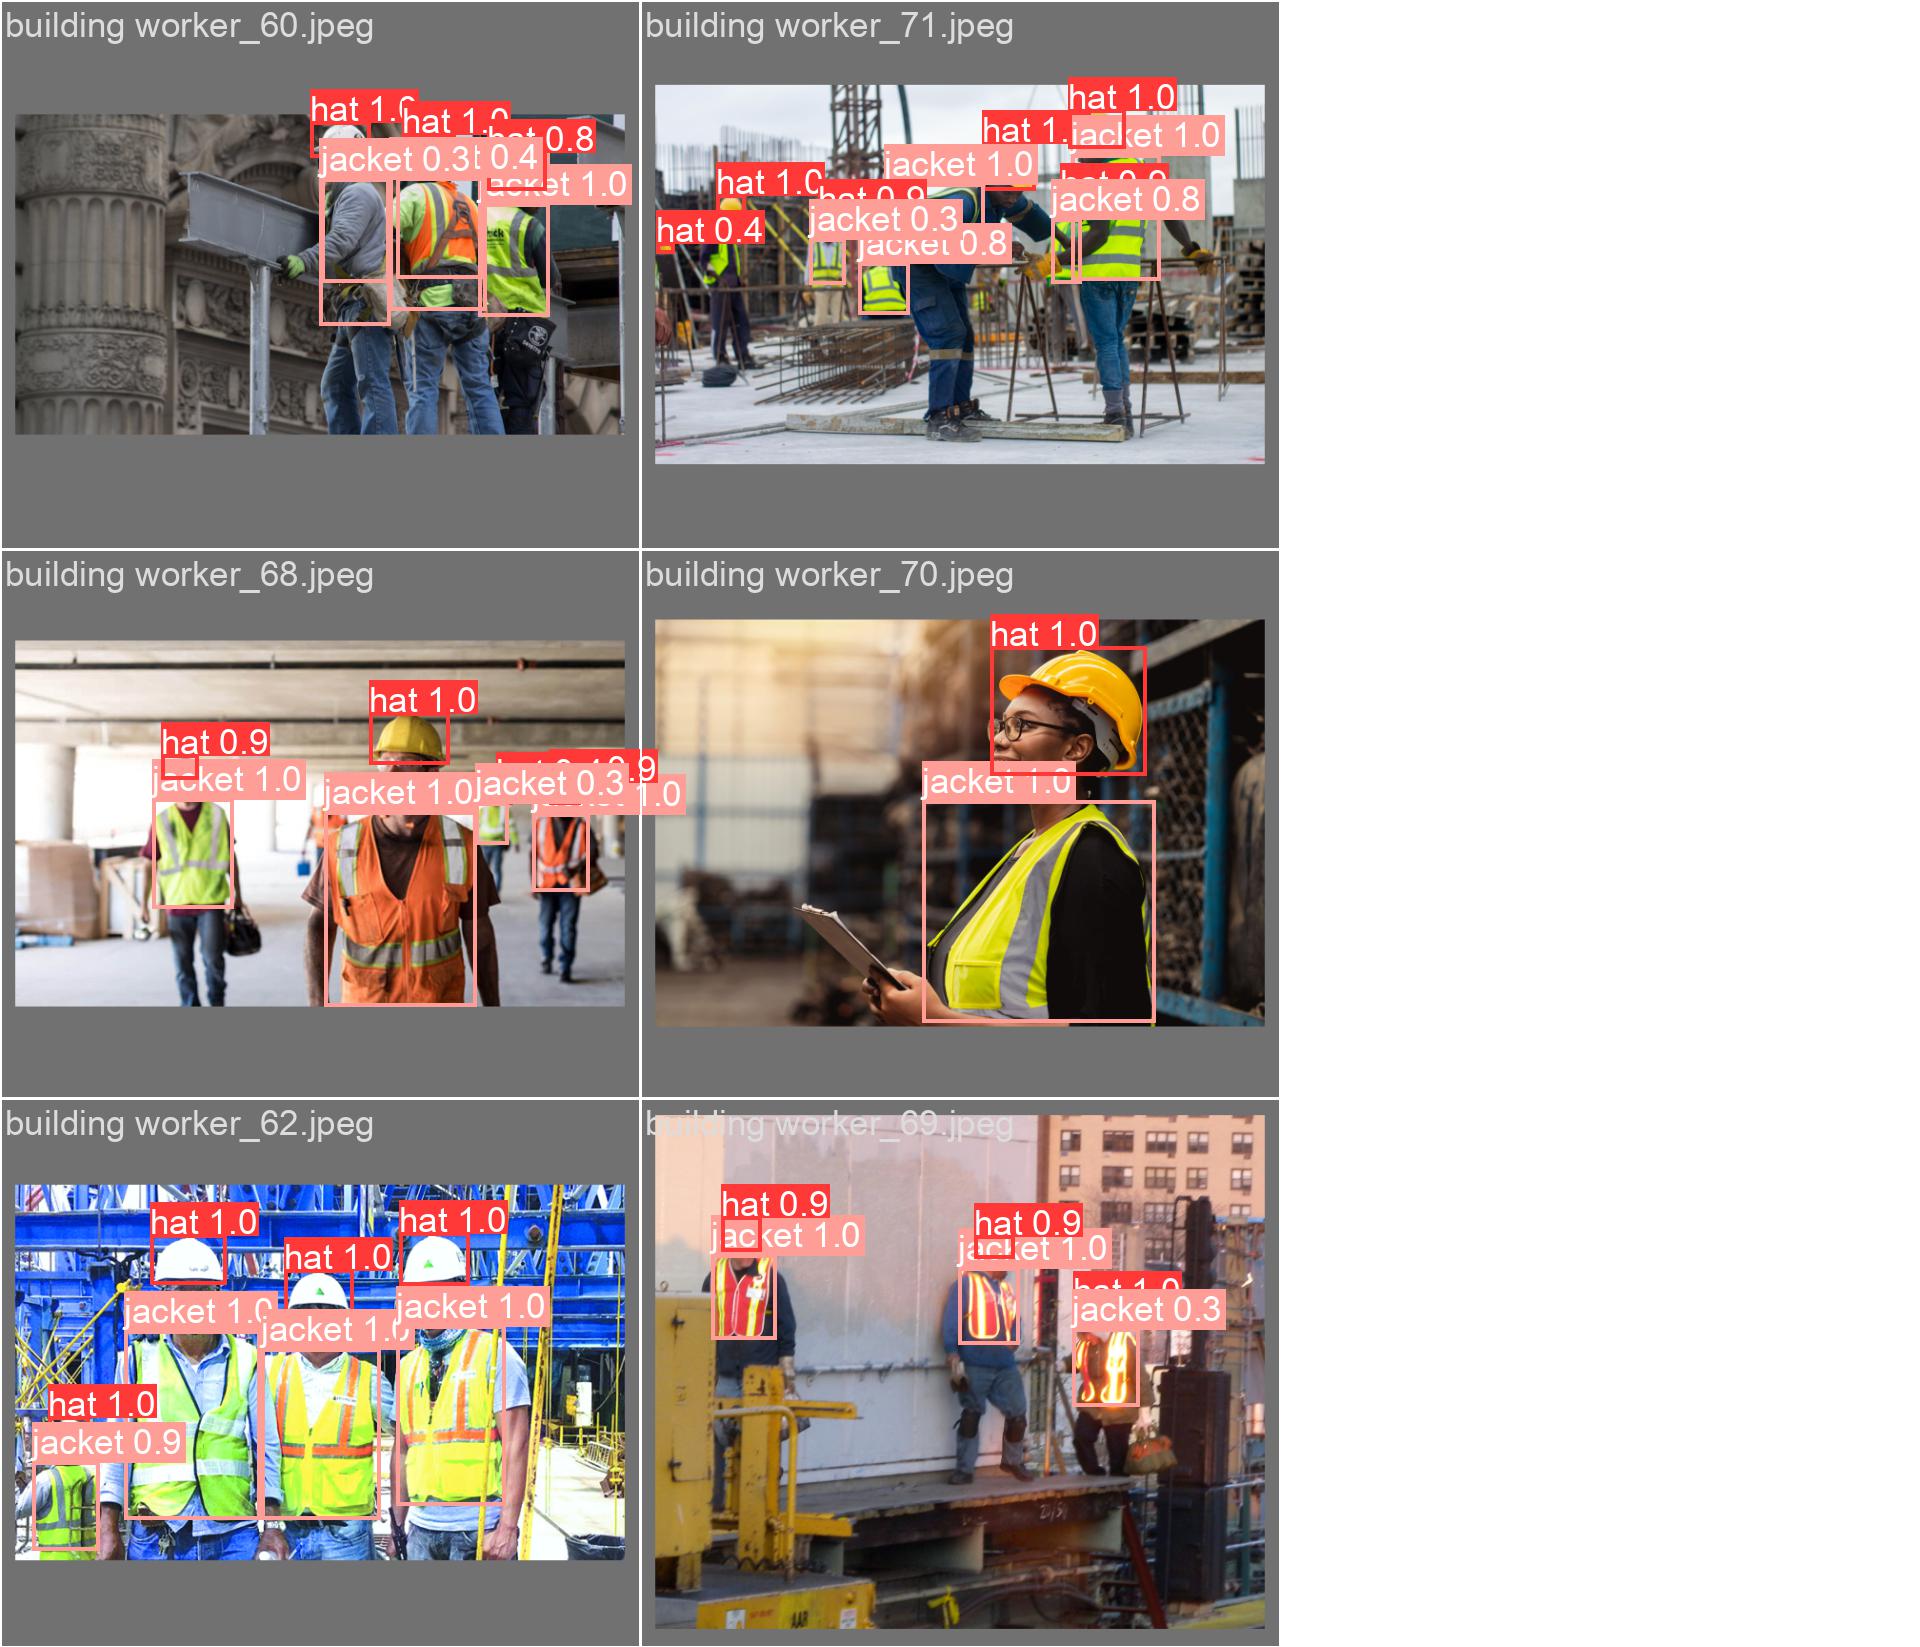 building worker_60.jpeg
hat 1.0
hat 1.0
hat 0.8
jacket 0.3
0.4
jacket 1.0
building worker_71.jpeg
hat 1.0
hat 1.
jacket 1.0
jacket 1.0
hat 1.0
hat 0.9
hat 0.9
jacket 0.8
jacket 0.3
hat 0.4
jacket 0.8
building worker_68.jpeg
hat 1.0
hat 0.9
jacket 1.0
jacket 1.0
jacket 0.3
.9
1.0
building worker_70.jpeg
hat 1.0
jacket 1.0
building worker_62.jpeg
hat 1.0
hat 1.0
hat 1.0
jacket 1.0
jacket 1.0
jacket 1.0
hat 1.0
jacket 0.9
building worker_69.jpeg
hat 0.9
jacket 1.0
hat 0.9
jacket 1.0
hat 1.0
jacket 0.3